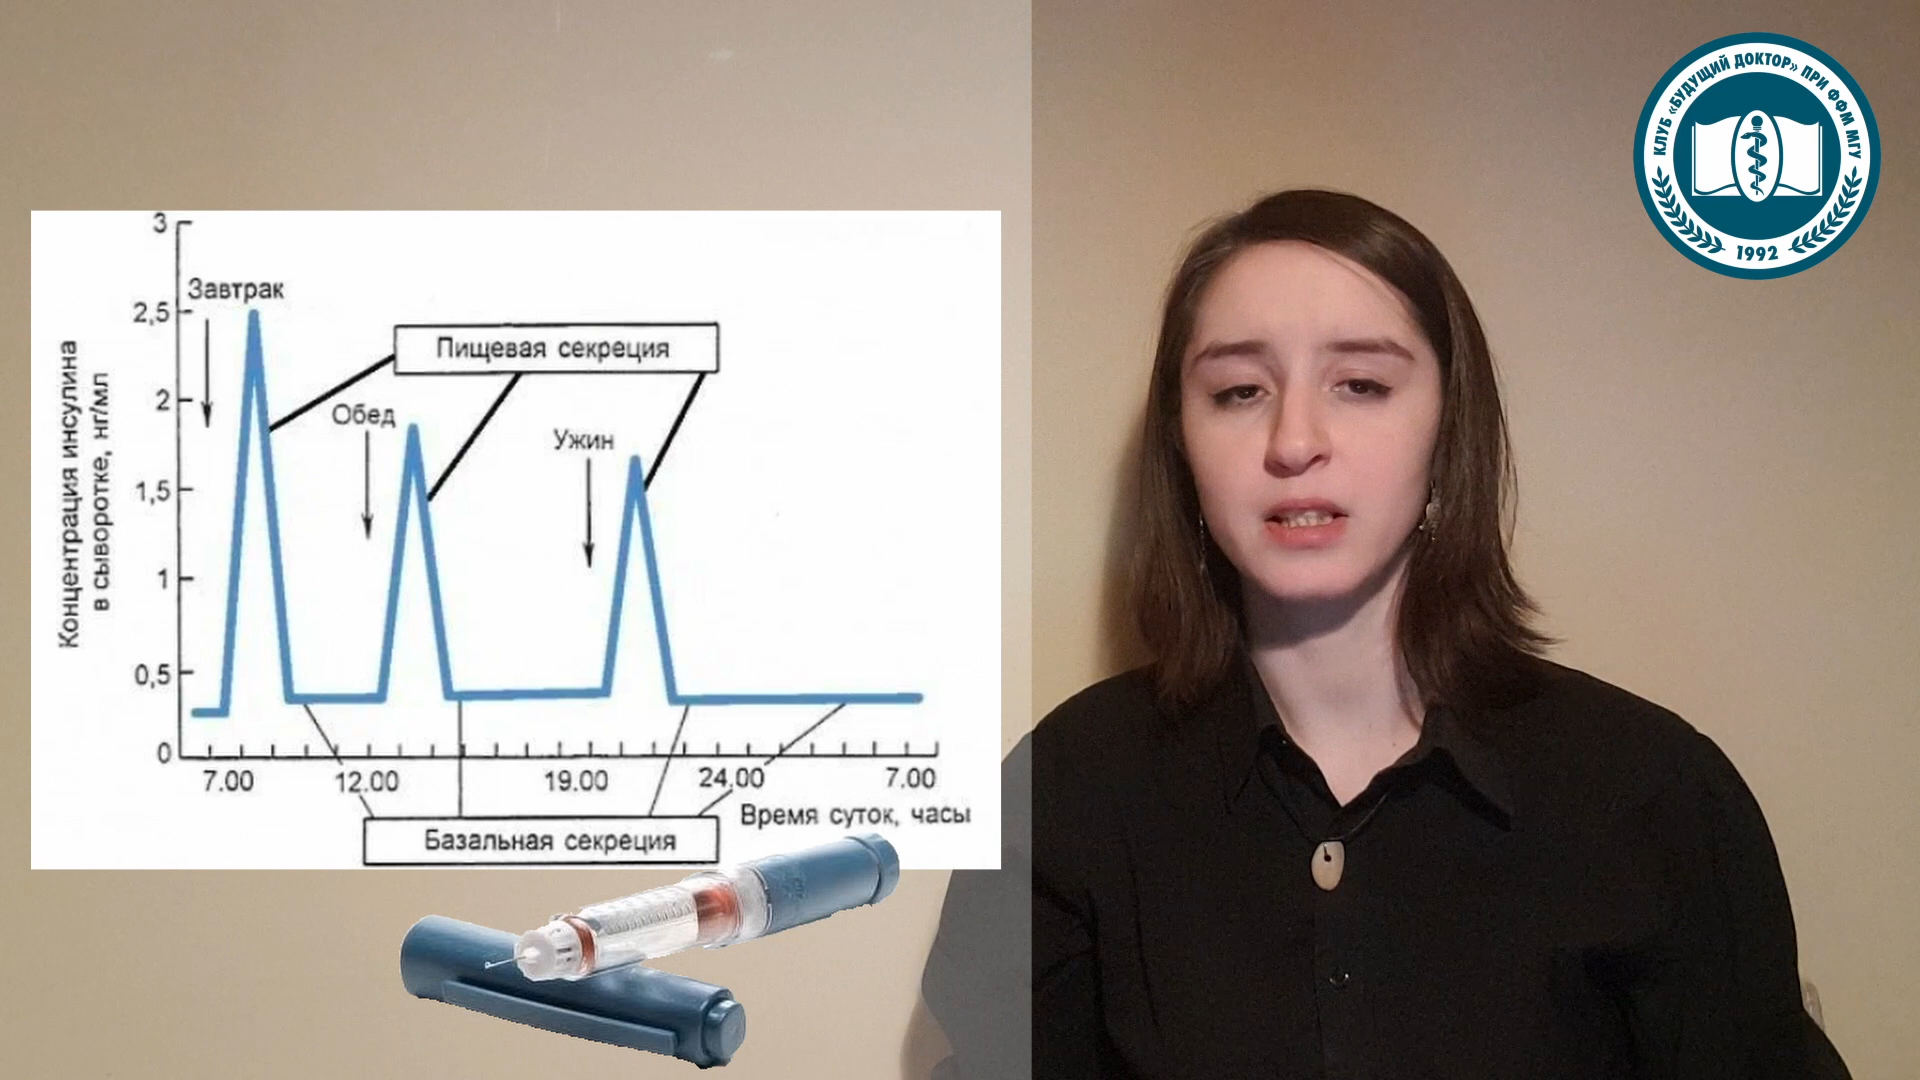 3
Завтрак
2,5
Пищевая секреция
2
Обед
Ужин
1,5
1
0,5
0
Концентрация инсулина
в сыворотке, нг/мл
7.00 12.00 19.00 24.00 7.00
Время суток, часы
Базальная секреция
КЛУБ «БУДУЩИЙ ДОКТОР» ПРИ ФФМ МГУ
1992